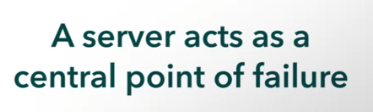 A server acts as a
central point of failure